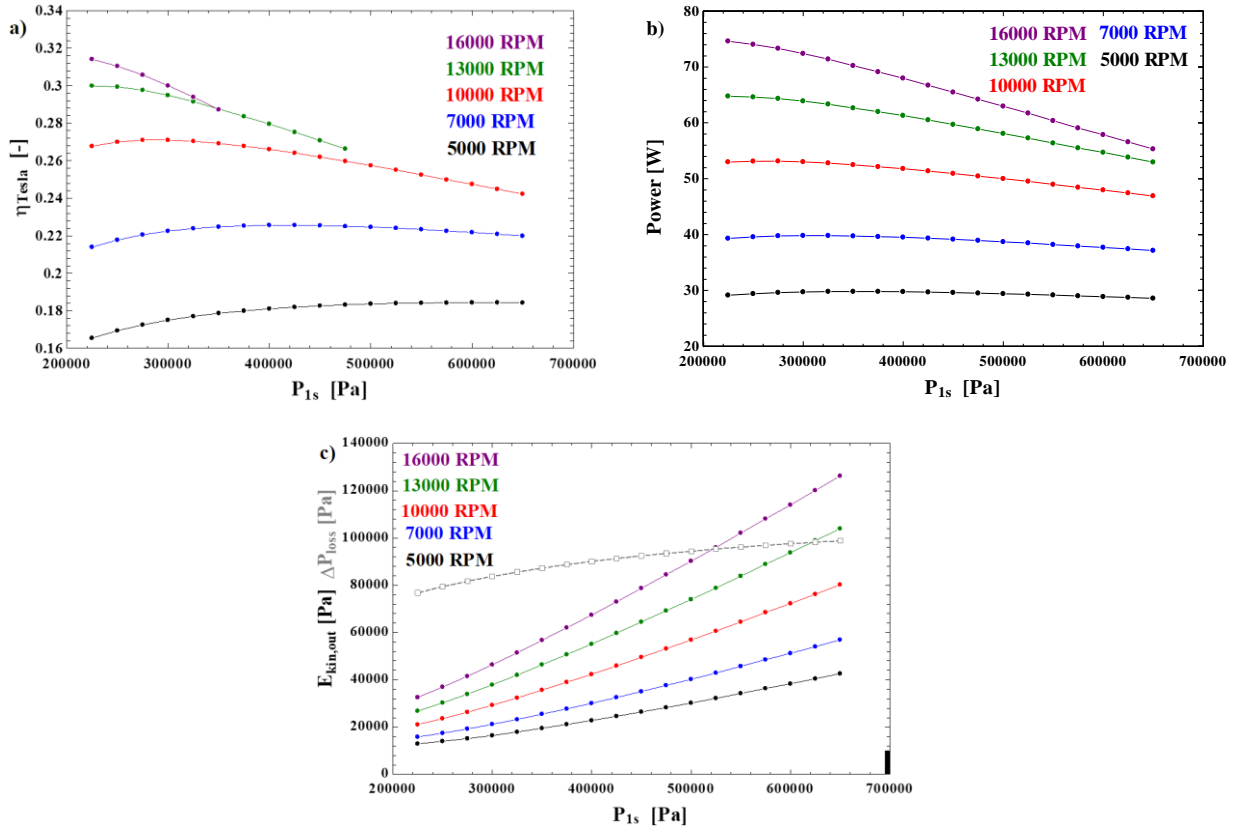 a)
0.34
0.32
0.3
0.28
0.26
0.24
0.22
0.2
0.18
0.16
ηTesla [-]
16000 RPM
13000 RPM
10000 RPM
7000 RPM
5000 RPM
200000 300000 400000 500000 600000 700000
P1s [Pa]
b)
80
70
60
50
40
30
20
Power [W]
16000 RPM 7000 RPM
13000 RPM 5000 RPM
10000 RPM
200000 300000 400000 500000 600000 700000
P1s [Pa]
c)
140000
120000
100000
80000
60000
40000
20000
0
Ekin,out [Pa] ΔPloss [Pa]
16000 RPM
13000 RPM
10000 RPM
7000 RPM
5000 RPM
200000 300000 400000 500000 600000 700000
P1s [Pa]